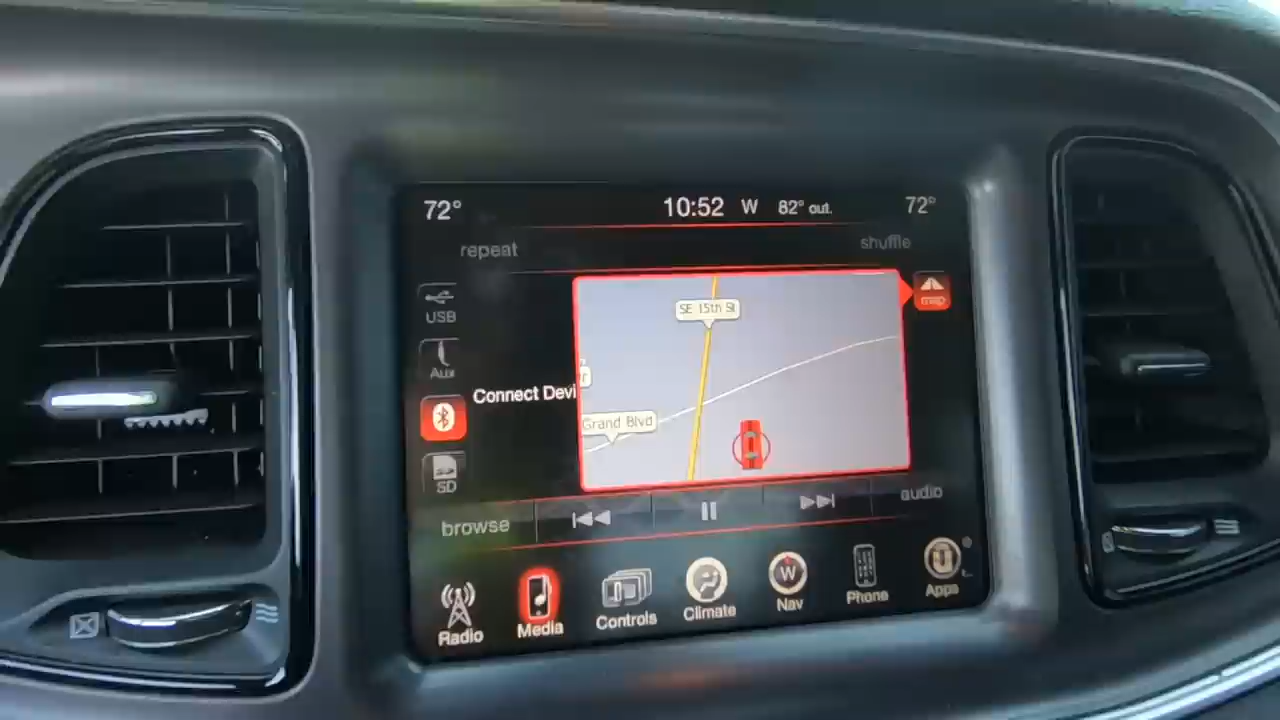 72° 10:52 W 82° out. 72°
repeat shuffle
USB
Aux
SD
map
SE 15th St
Connect Devi
Grand Blvd
browse audio
Radio Media Controls Climate Nav Phone Apps
W